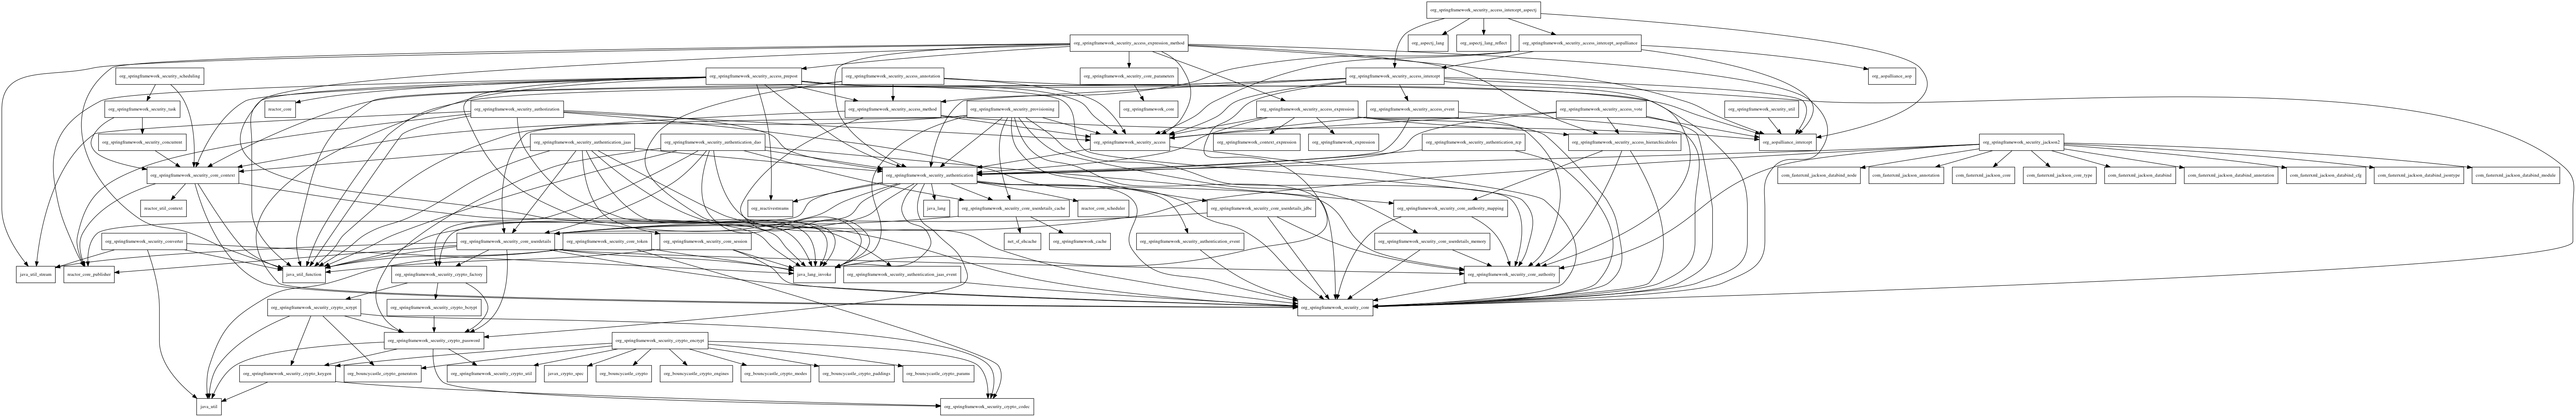 org_springframework_security_access_intercept_aspectj
org_springframework_security_access_expression_method
org_aspectj_lang
org_aspectj_lang_reflect
org_springframework_security_access_intercept_aopalliance
org_springframework_security_scheduling
org_springframework_security_access_prepost
org_springframework_security_access_annotation
org_springframework_security_core_parameters
org_springframework_security_access_intercept
org_aopalliance_aop
org_springframework_security_task
reactor_core
org_springframework_security_authorization
org_springframework_security_access_method
org_springframework_security_provisioning
org_springframework_core
org_springframework_security_access_expression
org_springframework_security_access_event
org_springframework_security_access_vote
org_springframework_security_util
org_springframework_security_concurrent
org_springframework_security_authentication_jaas
org_springframework_security_authentication_dao
org_springframework_security_access
org_springframework_context_expression
org_springframework_expression
org_springframework_security_authentication_rcp
org_springframework_security_access_hierarchicalroles
org_aopalliance_intercept
org_springframework_security_jackson2
org_springframework_security_core_context
org_springframework_security_authentication
com_fasterxml_jackson_databind_node
com_fasterxml_jackson_annotation
com_fasterxml_jackson_core
com_fasterxml_jackson_core_type
com_fasterxml_jackson_databind
com_fasterxml_jackson_databind_annotation
com_fasterxml_jackson_databind_cfg
com_fasterxml_jackson_databind_jsontype
com_fasterxml_jackson_databind_module
reactor_util_context
org_reactivestreams
java_lang
org_springframework_security_core_userdetails_cache
reactor_core_scheduler
org_springframework_security_core_userdetails_jdbc
org_springframework_security_core_authority_mapping
org_springframework_security_converter
org_springframework_security_core_userdetails
org_springframework_security_core_token
org_springframework_security_core_session
net_sf_ehcache
org_springframework_cache
org_springframework_security_authentication_event
org_springframework_security_core_userdetails_memory
java_util_stream
reactor_core_publisher
java_util_function
org_springframework_security_crypto_factory
java_lang_invoke
org_springframework_security_authentication_jaas_event
org_springframework_security_core_authority
org_springframework_security_crypto_scrypt
org_springframework_security_crypto_bcrypt
org_springframework_security_core
org_springframework_security_crypto_password
org_springframework_security_crypto_encrypt
org_springframework_security_crypto_keygen
org_bouncycastle_crypto_generators
org_springframework_security_crypto_util
javax_crypto_spec
org_bouncycastle_crypto
org_bouncycastle_crypto_engines
org_bouncycastle_crypto_modes
org_bouncycastle_crypto_paddings
org_bouncycastle_crypto_params
java_util
org_springframework_security_crypto_codec